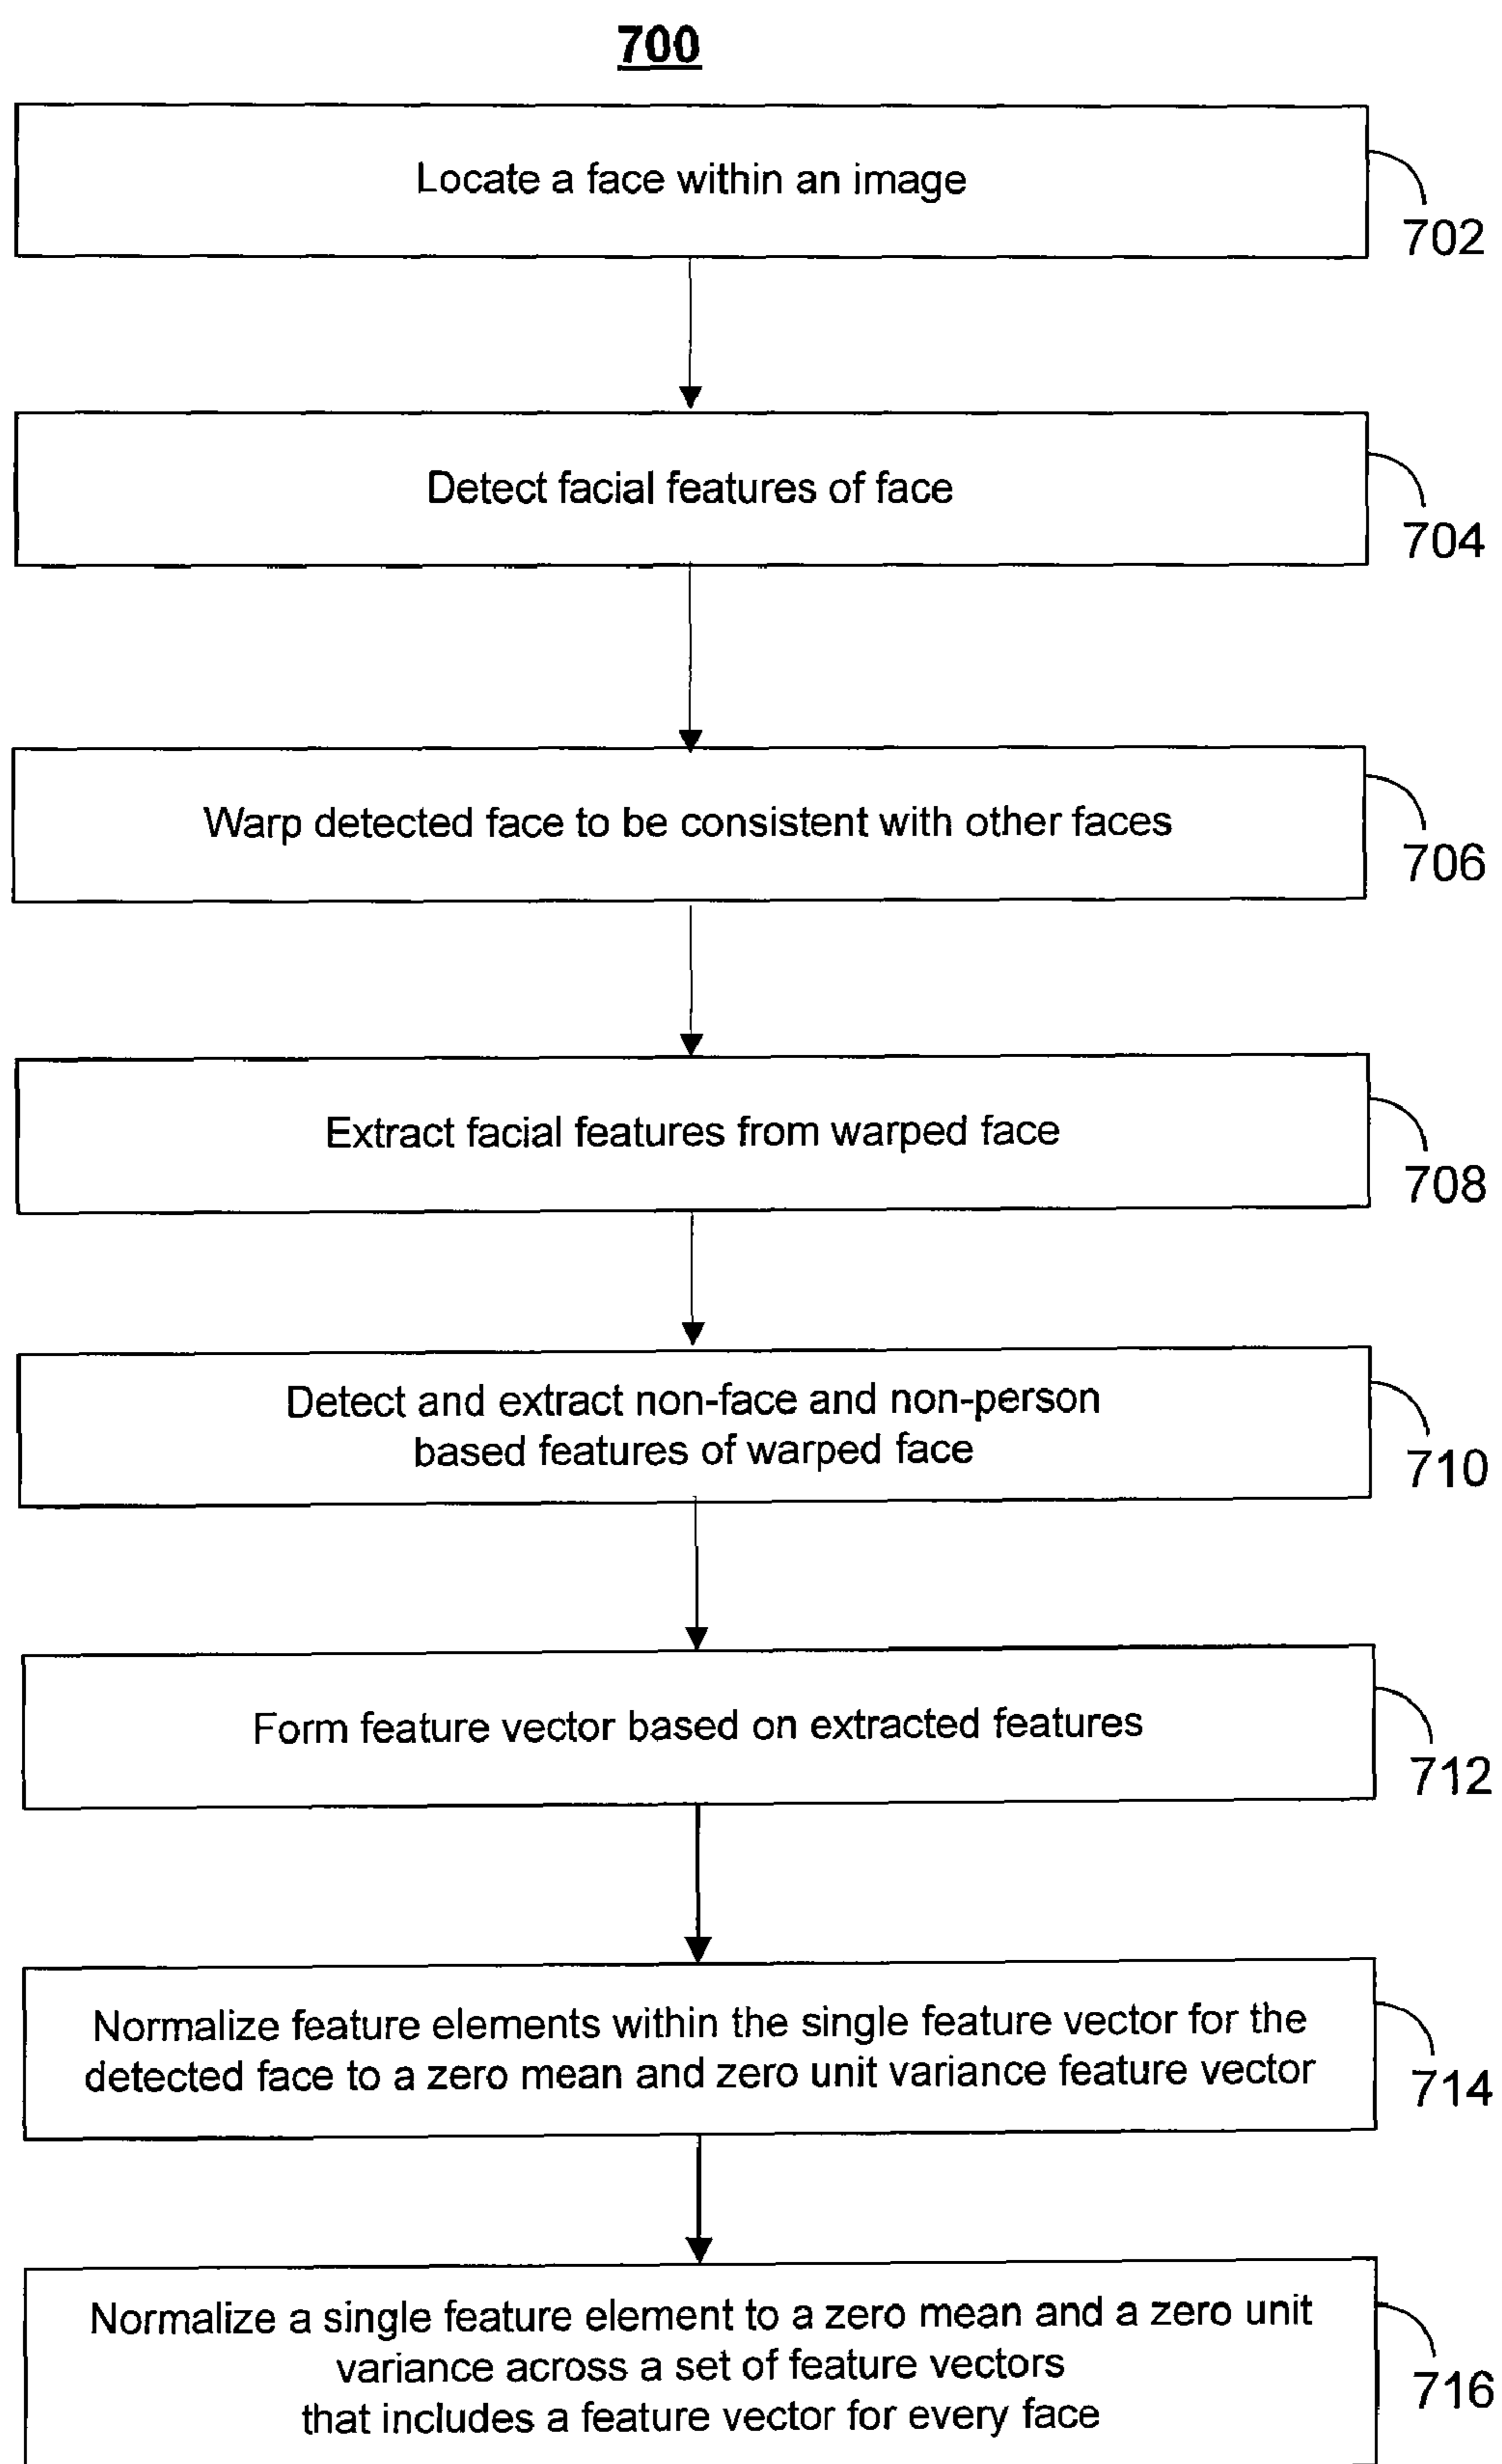 700
Locate a face within an image
702
Detect facial features of face
704
Warp detected face to be consistent with other faces
706
Extract facial features from warped face
708
Detect and extract non-face and non-person
based features of warped face
710
Form feature vector based on extracted features
712
Normalize feature elements within the single feature vector for the
detected face to a zero mean and zero unit variance feature vector
714
Normalize a single feature element to a zero mean and a zero unit
variance across a set of feature vectors
that includes a feature vector for every face
716